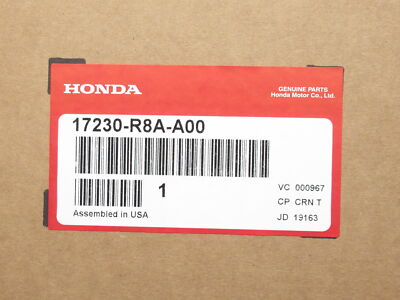 HONDA
GENUINE PARTS
Honda Motor Co., Ltd.
17230-R8A-A00
1
VC 000967
CP CRN T
Assembled in USA
JD 19163